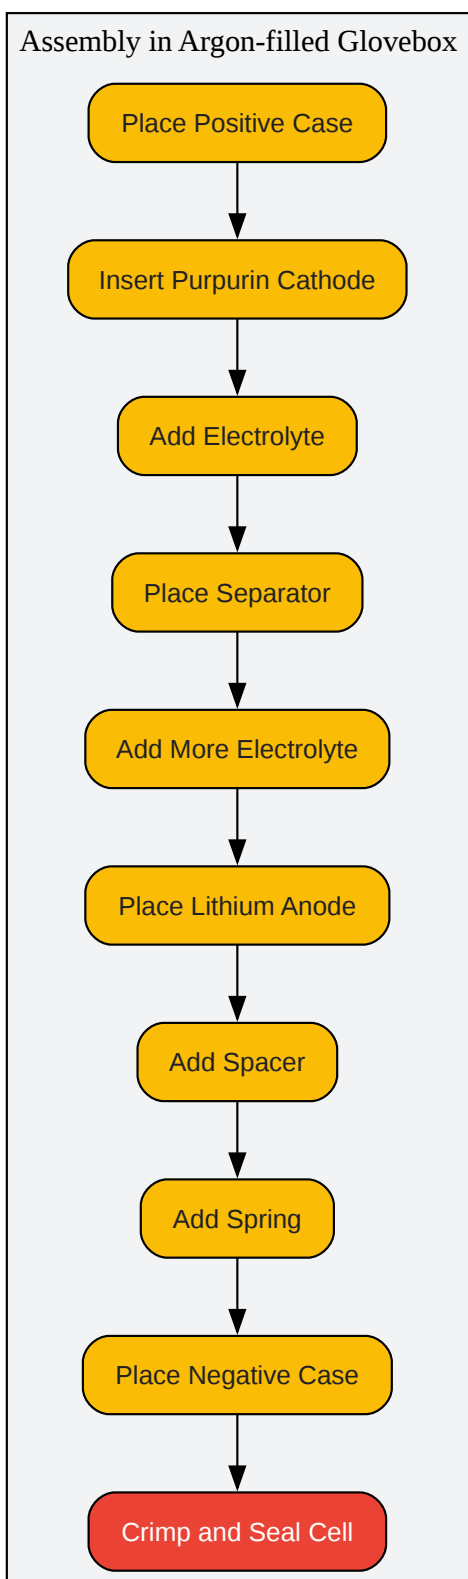 Assembly in Argon-filled Glovebox
Place Positive Case
Insert Purpurin Cathode
Add Electrolyte
Place Separator
Add More Electrolyte
Place Lithium Anode
Add Spacer
Add Spring
Place Negative Case
Crimp and Seal Cell